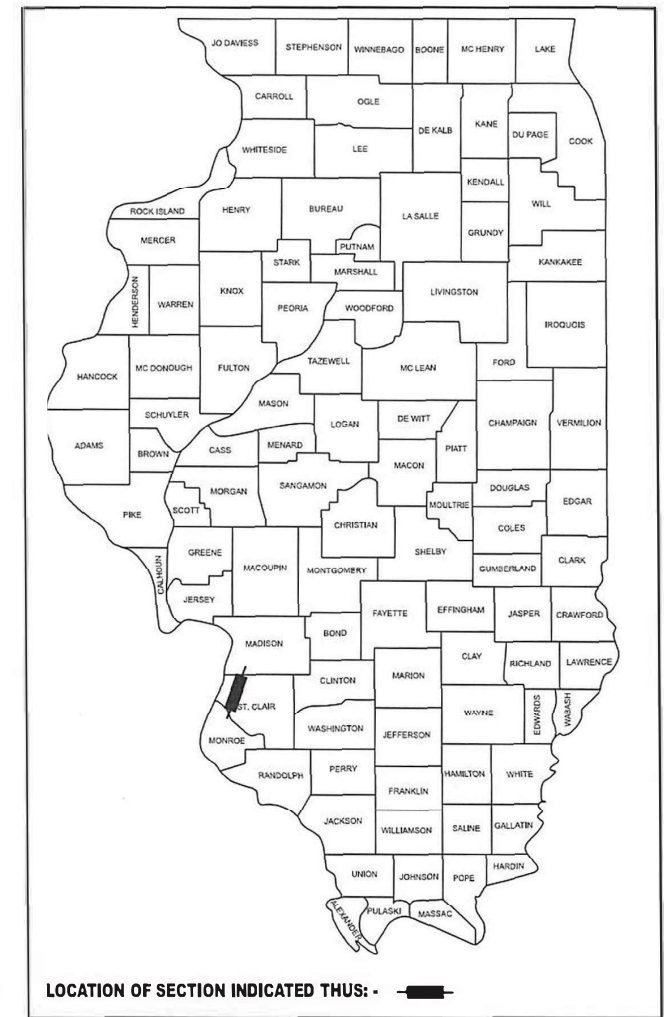 JO DAVIESS STEPHENSON WINNEBAGO BOONE MC HENRY LAKE
CARROLL OGLE DE KALB KANE DU PAGE COOK
WHITESIDE LEE
KENDALL WILL
ROCK ISLAND HENRY BUREAU LA SALLE
GRUNDY
MERCER PUTNAM
STARK MARSHALL KANKAKEE
HENDERSON WARREN KNOX PEORIA WOODFORD LIVINGSTON
IROQUOIS
HANCOCK MC DONOUGH FULTON TAZEWELL MC LEAN FORD
MASON
SCHUYLER LOGAN DE WITT CHAMPAIGN VERMILION
ADAMS BROWN CASS MENARD PIATT
MACON
MORGAN SANGAMON DOUGLAS
PIKE SCOTT MOULTRIE EDGAR
CHRISTIAN COLES
GREENE SHELBY
CALHOUN MACOUPIN MONTGOMERY CUMBERLAND CLARK
JERSEY FAYETTE EFFINGHAM JASPER CRAWFORD
MADISON BOND
CLAY RICHLAND LAWRENCE
CLINTON MARION
ST. CLAIR WAYNE EDWARDS WABASH
WASHINGTON JEFFERSON
MONROE
RANDOLPH PERRY HAMILTON WHITE
FRANKLIN
JACKSON WILLIAMSON SALINE GALLATIN
UNION JOHNSON POPE HARDIN
ALEXANDER PULASKI MASSAC
LOCATION OF SECTION INDICATED THUS: -